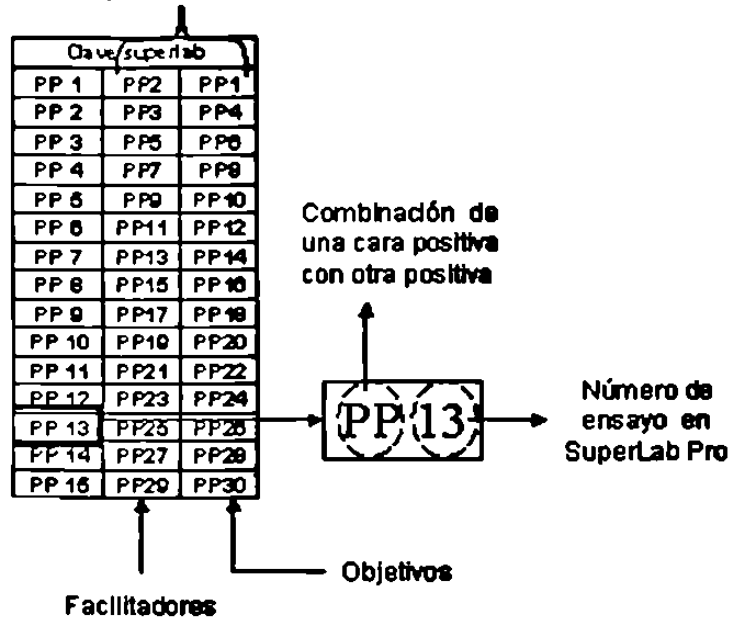 Clave/superlab
PP 1 PP2 PP1
PP 2 PP3 PP4
PP 3 PP5 PP6
PP 4 PP7 PP8
PP 5 PP9 PP10
PP 6 PP11 PP12
PP 7 PP13 PP14
PP 8 PP15 PP16
PP 9 PP17 PP18
PP 10 PP19 PP20
PP 11 PP21 PP22
PP 12 PP23 PP24
PP 13 PP25 PP26
PP 14 PP27 PP28
PP 15 PP29 PP30
Combinación de
una cara positiva
con otra positiva
PP 13
Número de
ensayo en
SuperLab Pro
Objetivos
Facilitadores